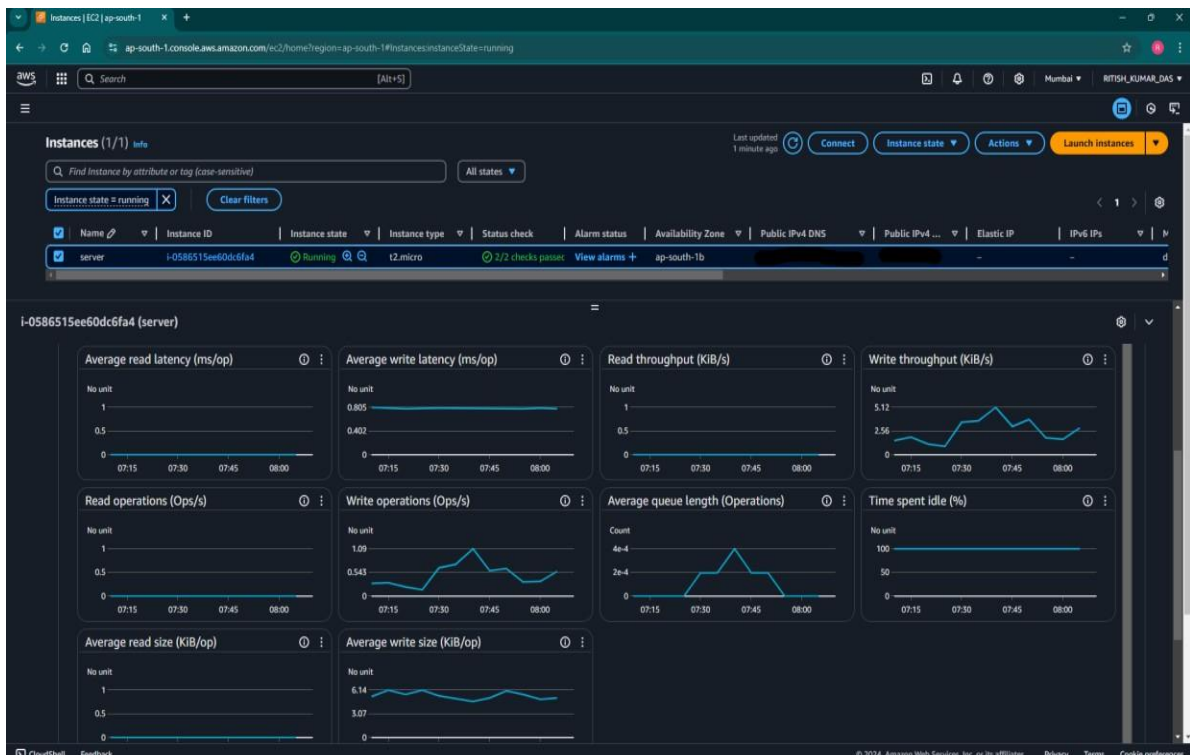 Instances | EC2 | ap-south-1
ap-south-1.console.aws.amazon.com/ec2/home?region=ap-south-1#Instances:instanceState=running
aws Search [Alt+S] Mumbai RITISH_KUMAR_DAS
Instances (1/1) Info Last updated 1 minute ago Connect Instance state Actions Launch instances
Find Instance by attribute or tag (case-sensitive) All states
Instance state = running Clear filters 1
Name Instance ID Instance state Instance type Status check Alarm status Availability Zone Public IPv4 DNS Public IPv4 ... Elastic IP IPv6 IPs
server i-0586515ee60dc6fa4 Running t2.micro 2/2 checks passec View alarms + ap-south-1b – – d
i-0586515ee60dc6fa4 (server)
Average read latency (ms/op) Average write latency (ms/op) Read throughput (KiB/s) Write throughput (KiB/s)
No unit No unit No unit No unit
1 0.805 1 5.12
0.5 0.402 0.5 2.56
0 0 0 0
07:15 07:30 07:45 08:00 07:15 07:30 07:45 08:00 07:15 07:30 07:45 08:00 07:15 07:30 07:45 08:00
Read operations (Ops/s) Write operations (Ops/s) Average queue length (Operations) Time spent idle (%)
No unit No unit Count No unit
1 1.09 4e-4 100
0.5 0.543 2e-4 50
0 0 0 0
07:15 07:30 07:45 08:00 07:15 07:30 07:45 08:00 07:15 07:30 07:45 08:00 07:15 07:30 07:45 08:00
Average read size (KiB/op) Average write size (KiB/op)
No unit No unit
1 6.14
0.5 3.07
0 0
CloudShell Feedback © 2024, Amazon Web Services, Inc. or its affiliates. Privacy Terms Cookie preferences